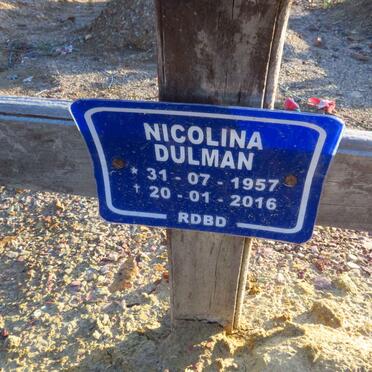 NICOLINA
DULMAN
* 31 - 07 - 1957
† 20 - 01 - 2016
RDBD